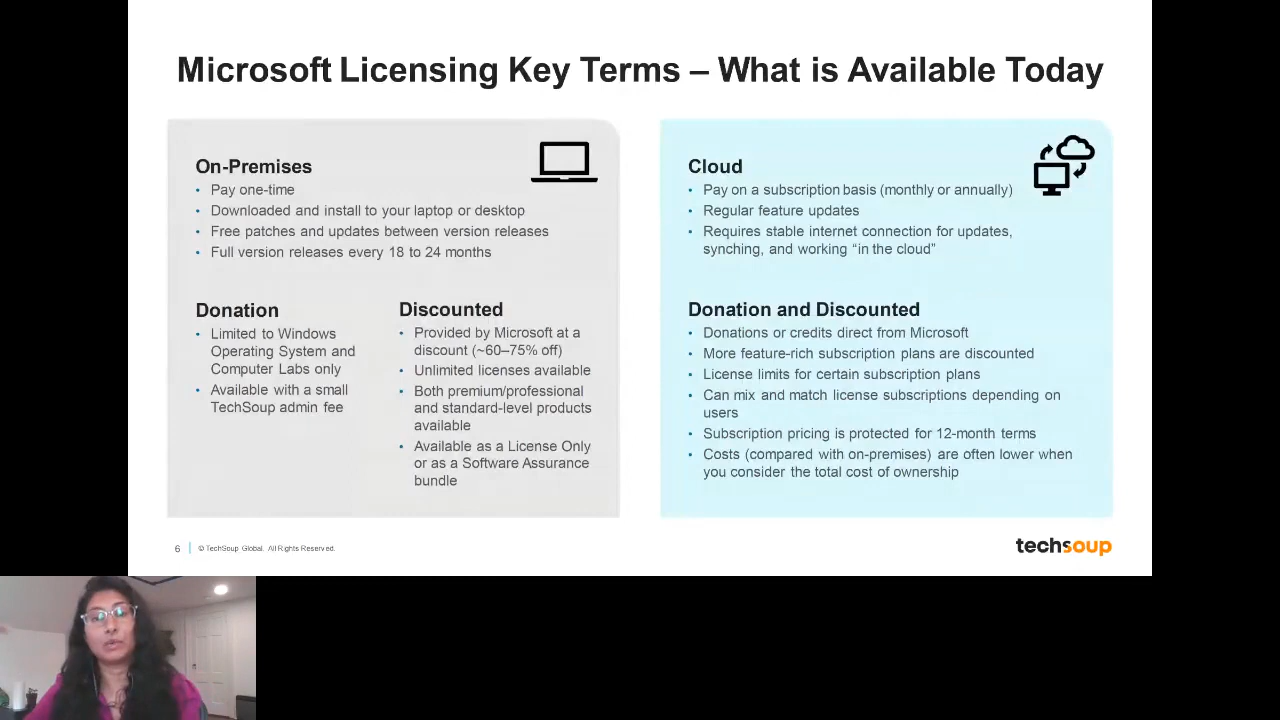 Microsoft Licensing Key Terms – What is Available Today
On-Premises
• Pay one-time
• Downloaded and install to your laptop or desktop
• Free patches and updates between version releases
• Full version releases every 18 to 24 months
Donation
• Limited to Windows
Operating System and
Computer Labs only
• Available with a small
TechSoup admin fee
Discounted
• Provided by Microsoft at a
discount (~60–75% off)
• Unlimited licenses available
• Both premium/professional
and standard-level products
available
• Available as a License Only
or as a Software Assurance
bundle
Cloud
• Pay on a subscription basis (monthly or annually)
• Regular feature updates
• Requires stable internet connection for updates,
synching, and working “in the cloud”
Donation and Discounted
• Donations or credits direct from Microsoft
• More feature-rich subscription plans are discounted
• License limits for certain subscription plans
• Can mix and match license subscriptions depending on
users
• Subscription pricing is protected for 12-month terms
• Costs (compared with on-premises) are often lower when
you consider the total cost of ownership
6 | © TechSoup Global. All Rights Reserved.
techsoup